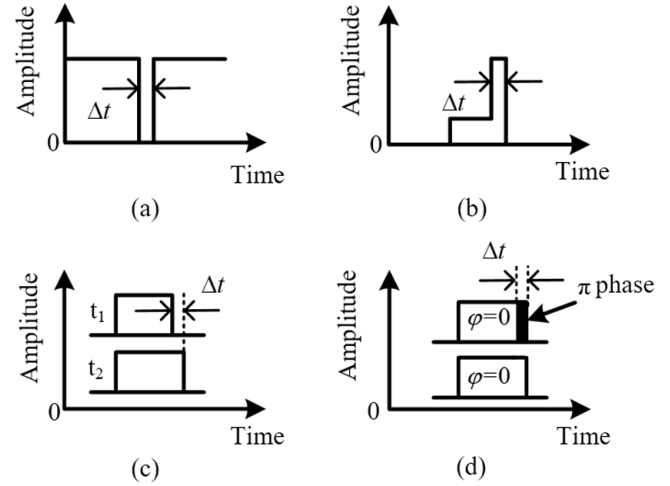 Amplitude
Δt
0
Time
(a)
Amplitude
Δt
0
Time
(b)
Amplitude
t₁
Δt
t₂
0
Time
(c)
Amplitude
Δt
π phase
φ=0
φ=0
0
Time
(d)